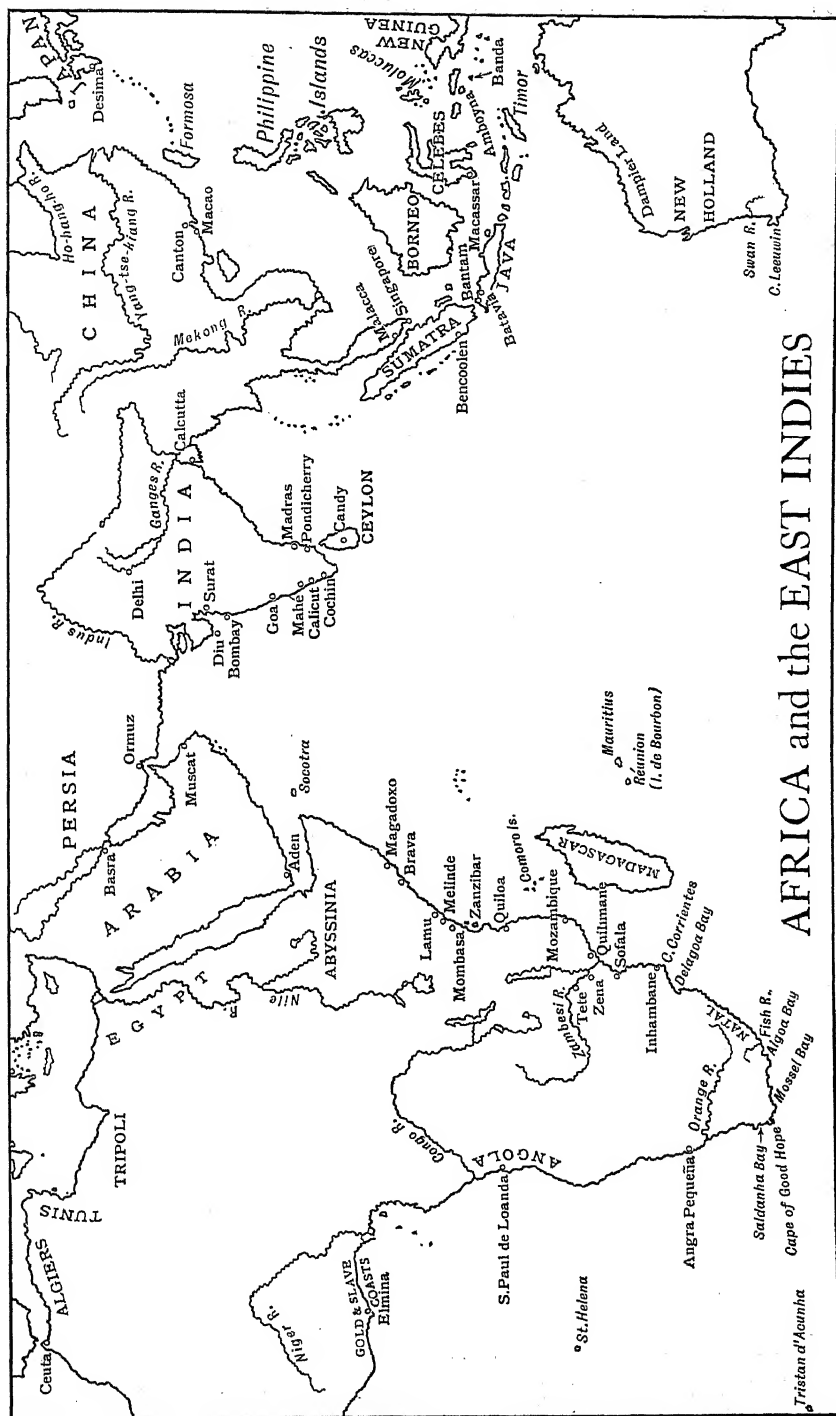 Ceuta
ALGIERS
TUNIS
TRIPOLI
EGYPT
Nile
ABYSSINIA
Niger R.
GOLD & SLAVE
COASTS
Elmina
Congo R.
S.Paul de Loanda
ANGOLA
St.Helena
Tristan d'Acunha
Angra Pequeña
Orange R.
Saldanha Bay
Cape of Good Hope
Mossel Bay
Algoa Bay
Fish R.
NATAL
Delagoa Bay
C.Corrientes
Inhambane
Sofala
Quilumane
Zena
Tete
Zambesi R.
Mozambique
Comoro Is.
MADAGASCAR
Quiloa
Zanzibar
Mombasa
Melinde
Lamu
Brava
Magadoxo
Mauritius
Réunion
(I. de Bourbon)
Socotra
Aden
ARABIA
Muscat
Basra
PERSIA
Ormuz
Indus R.
Delhi
INDIA
Ganges R.
Calcutta
Surat
Diu
Bombay
Goa
Mahé
Calicut
Cochin
Madras
Pondicherry
Candy
CEYLON
CHINA
Ho-hang-ho R.
Yang-tse-kiang R.
Mekong R.
Canton
Macao
JAPAN
Desima
Formosa
Philippine
Islands
Malacca
Singapore
SUMATRA
Bencoolen
Bantam
Batavia
JAVA
BORNEO
CELEBES
Macassar
Amboyna
Moluccas
Banda
Timor
NEW
GUINEA
Dampier Land
NEW
HOLLAND
Swan R.
C.Leeuwin
AFRICA and the EAST INDIES